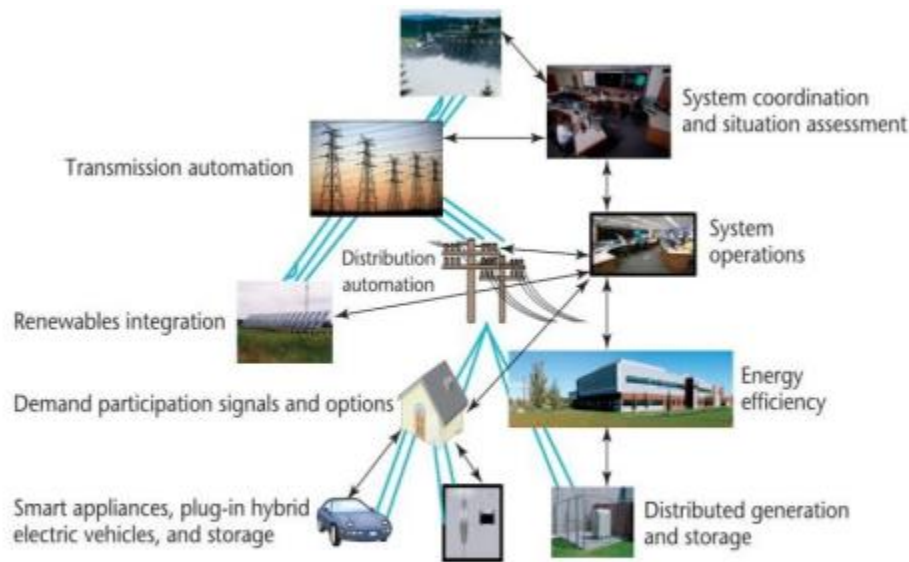 System coordination
and situation assessment
Transmission automation
System
operations
Distribution
automation
Renewables integration
Energy
efficiency
Demand participation signals and options
Smart appliances, plug-in hybrid
electric vehicles, and storage
Distributed generation
and storage